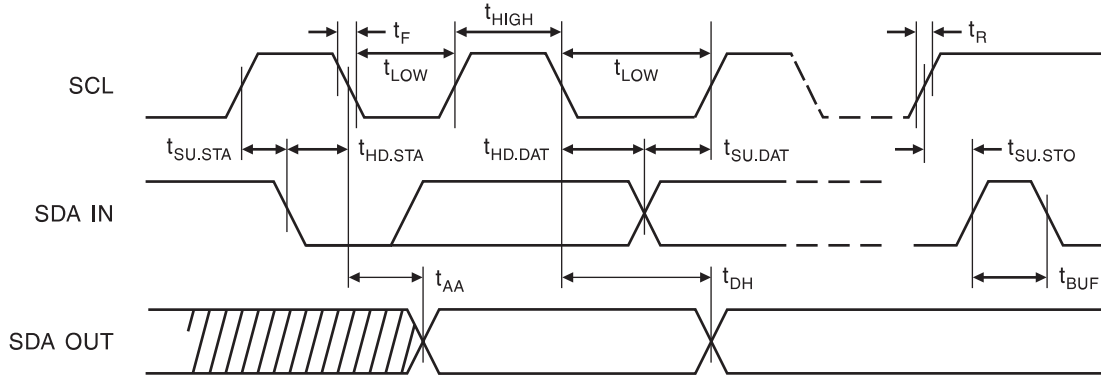 t_HIGH
t_F
t_R
t_LOW
t_LOW
SCL
t_SU.STA
t_HD.STA
t_HD.DAT
t_SU.DAT
t_SU.STO
SDA IN
t_AA
t_DH
t_BUF
SDA OUT